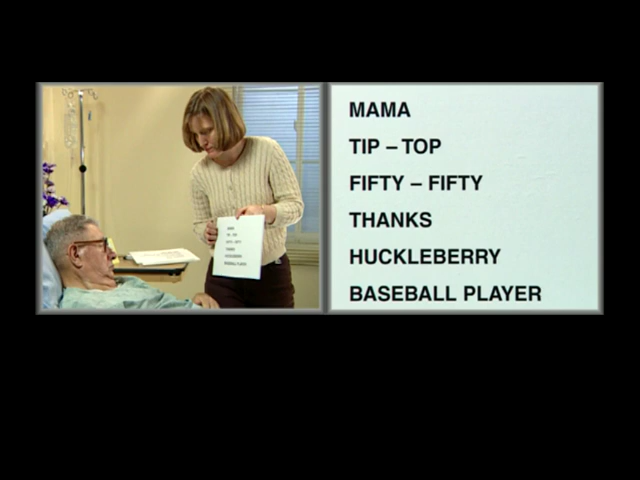 MAMA
TIP – TOP
FIFTY – FIFTY
THANKS
HUCKLEBERRY
BASEBALL PLAYER